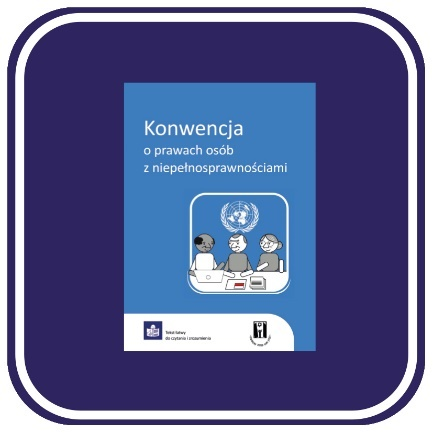 Konwencja
o prawach osób
z niepełnosprawnościami
Tekst łatwy
do czytania i zrozumienia